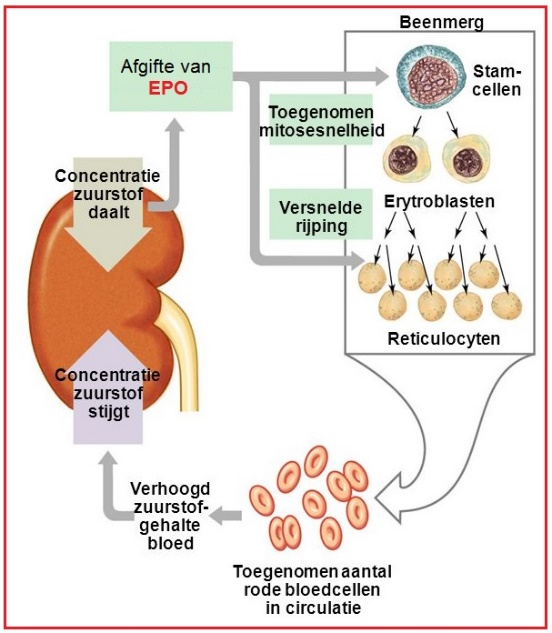 Beenmerg
Afgifte van
EPO
Stam-
cellen
Toegenomen
mitosesnelheid
Concentratie
zuurstof
daalt
Versnelde
rijping
Erytroblasten
Reticulocyten
Concentratie
zuurstof
stijgt
Verhoogd
zuurstof-
gehalte
bloed
Toegenomen aantal
rode bloedcellen
in circulatie